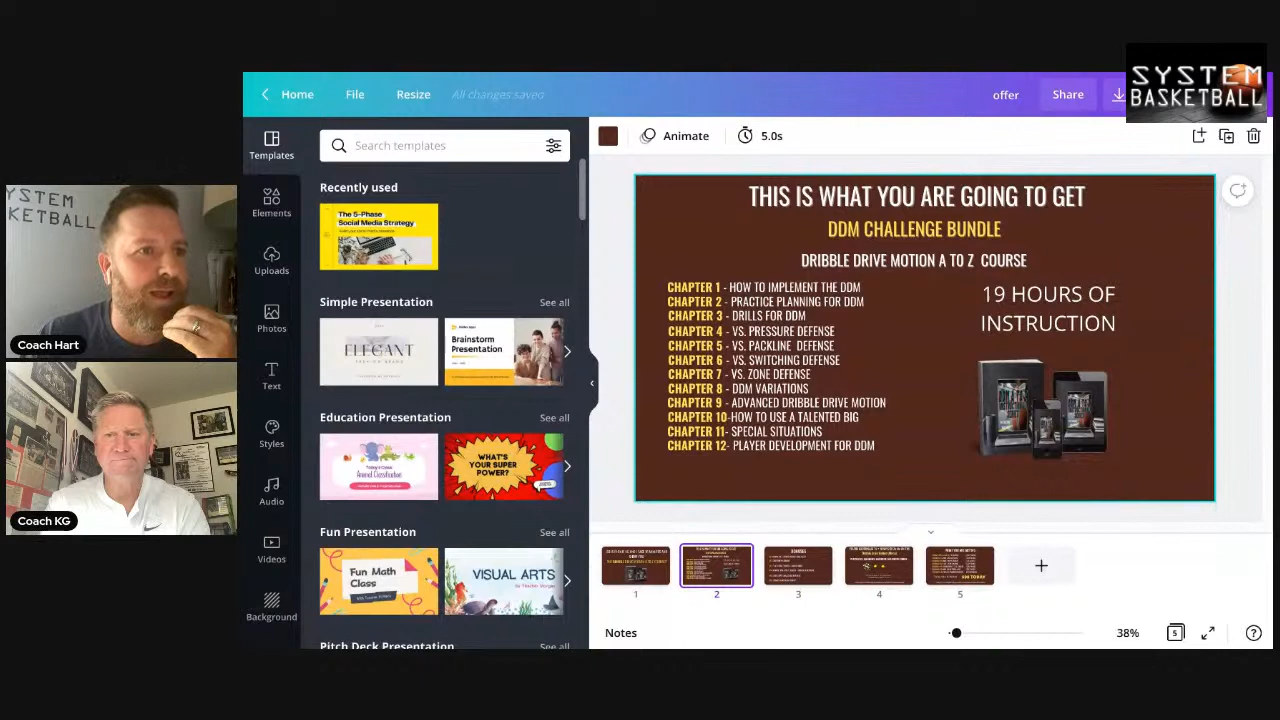 SYSTEM
BASKETBALL
Home
File
Resize
All changes saved
offer
Share
Templates
Elements
Uploads
Photos
Text
Styles
Audio
Videos
Background
Search templates
Recently used
The 5-Phase
Social Media Strategy
Simple Presentation
See all
ELEGANT
Brainstorm
Presentation
Education Presentation
See all
WHAT'S
YOUR SUPER
POWER?
Fun Presentation
See all
Fun Math
Class
VISUAL ARTS
Pitch Deck Presentation
See all
Animate
5.0s
THIS IS WHAT YOU ARE GOING TO GET
DDM CHALLENGE BUNDLE
DRIBBLE DRIVE MOTION A TO Z COURSE
CHAPTER 1 - HOW TO IMPLEMENT THE DDM
CHAPTER 2 - PRACTICE PLANNING FOR DDM
CHAPTER 3 - DRILLS FOR DDM
CHAPTER 4 - VS. PRESSURE DEFENSE
CHAPTER 5 - VS. PACKLINE DEFENSE
CHAPTER 6 - VS. SWITCHING DEFENSE
CHAPTER 7 - VS. ZONE DEFENSE
CHAPTER 8 - DDM VARIATIONS
CHAPTER 9 - ADVANCED DRIBBLE DRIVE MOTION
CHAPTER 10-HOW TO USE A TALENTED BIG
CHAPTER 11- SPECIAL SITUATIONS
CHAPTER 12- PLAYER DEVELOPMENT FOR DDM
19 HOURS OF
INSTRUCTION
1
2
3
4
5
Notes
38%
5
YSTEM
KETBALL
Coach Hart
Coach KG